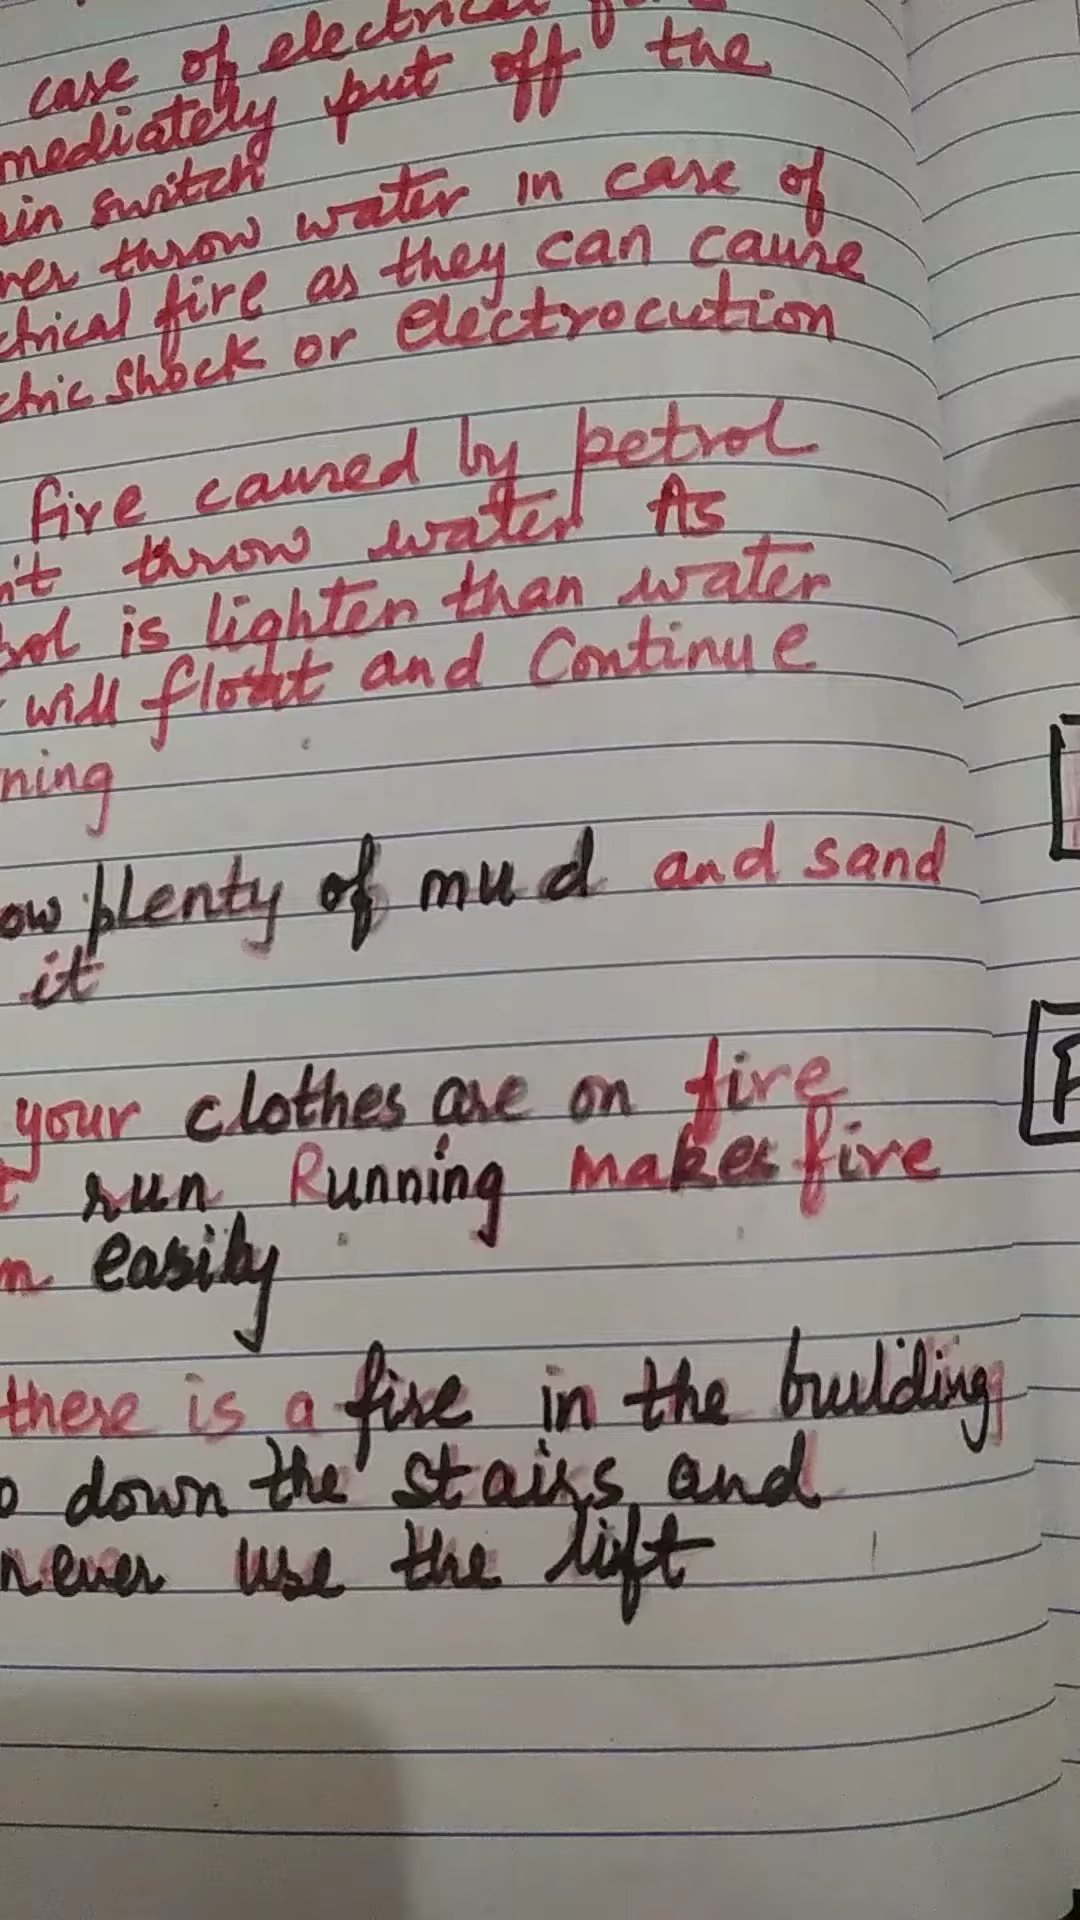 case of electrical
mediately put off the
ain switch
ver throw water in case of
ctrical fire as they can cause
ctric shock or electrocution
fire caused by petrol
n't throw water As
rol is lighter than water
will float and Continue
ning
ow plenty of mud and sand
it
your clothes are on fire
t run Running makes fire
n easily
there is a fire in the building
o down the stairs and
never use the lift